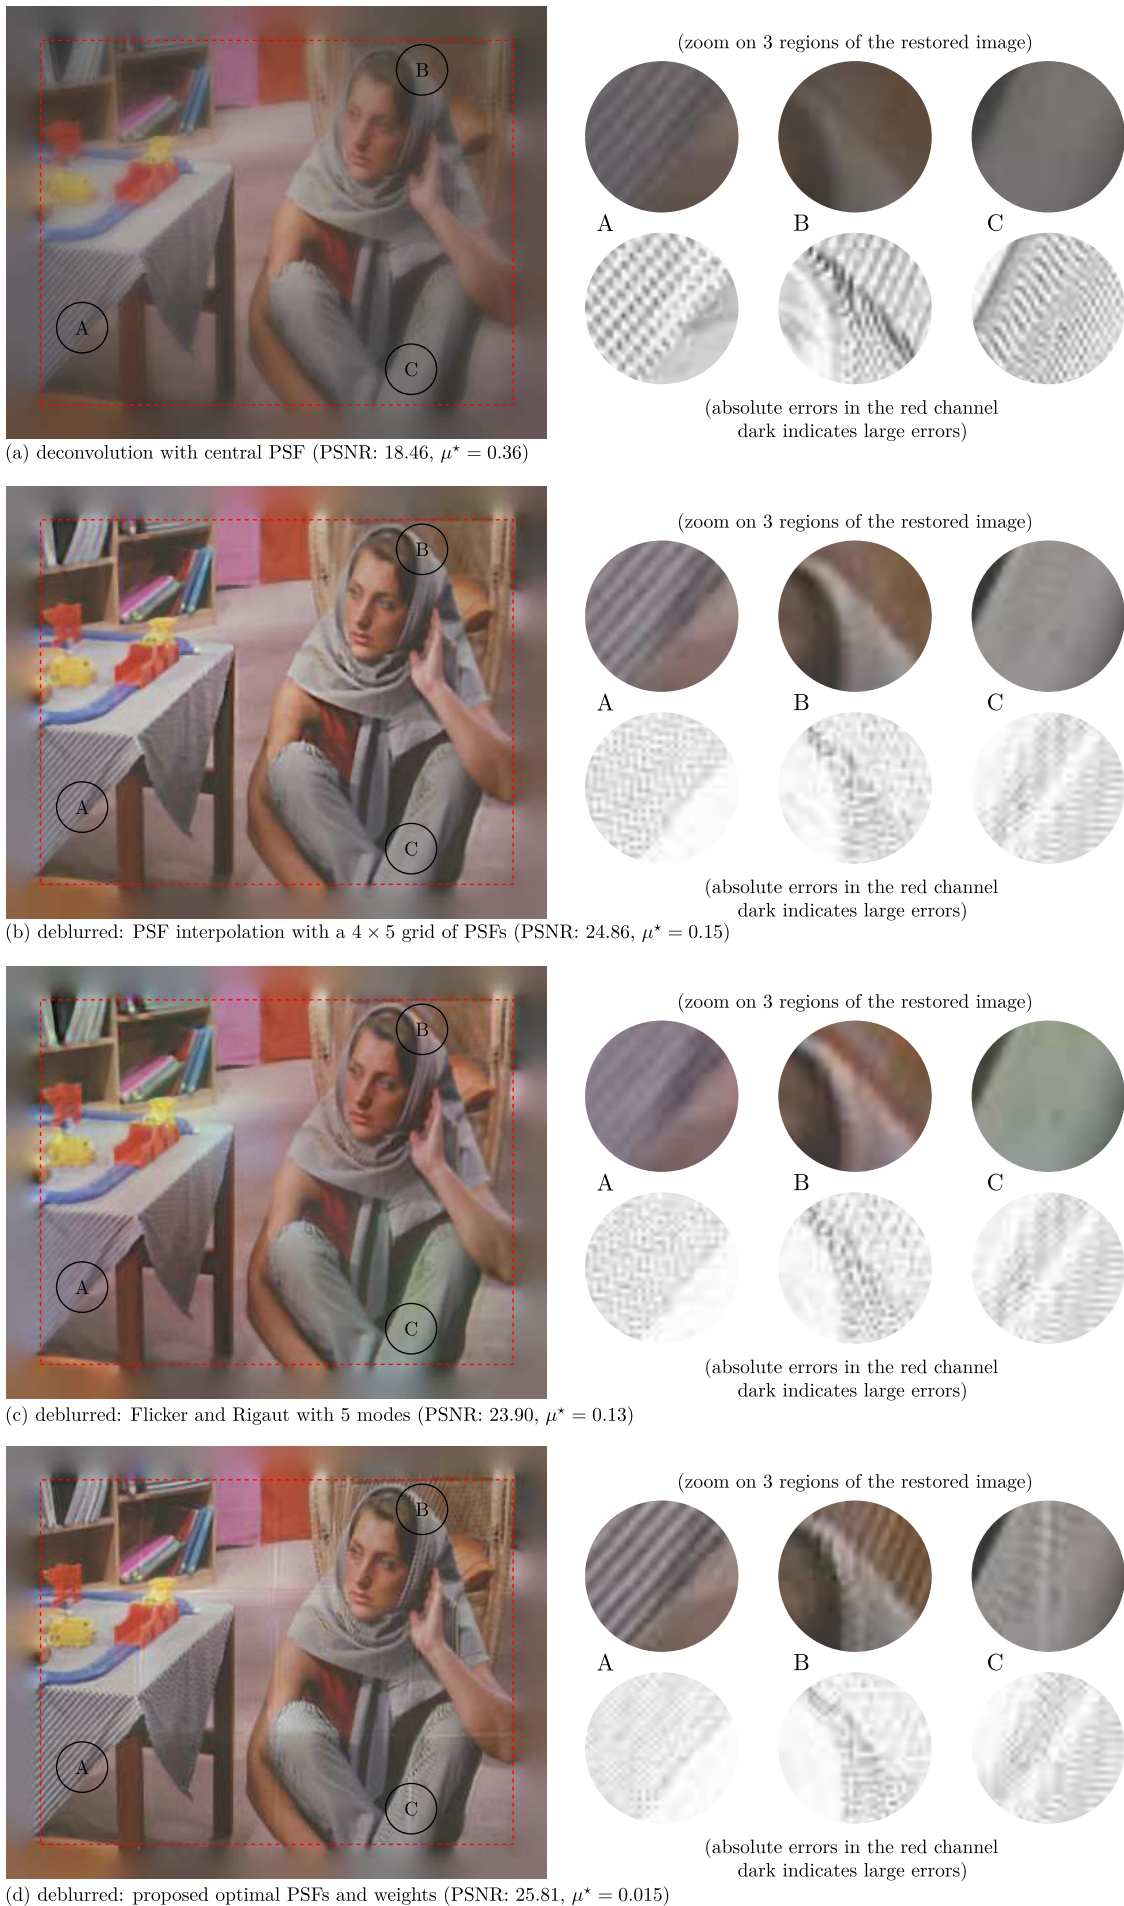 (zoom on 3 regions of the restored image)
B
A
C
A B C
(absolute errors in the red channel
dark indicates large errors)
(a) deconvolution with central PSF (PSNR: 18.46, μ⋆ = 0.36)
(zoom on 3 regions of the restored image)
B
A
C
A B C
(absolute errors in the red channel
dark indicates large errors)
(b) deblurred: PSF interpolation with a 4 × 5 grid of PSFs (PSNR: 24.86, μ⋆ = 0.15)
(zoom on 3 regions of the restored image)
B
A
C
A B C
(absolute errors in the red channel
dark indicates large errors)
(c) deblurred: Flicker and Rigaut with 5 modes (PSNR: 23.90, μ⋆ = 0.13)
(zoom on 3 regions of the restored image)
B
A
C
A B C
(absolute errors in the red channel
dark indicates large errors)
(d) deblurred: proposed optimal PSFs and weights (PSNR: 25.81, μ⋆ = 0.015)